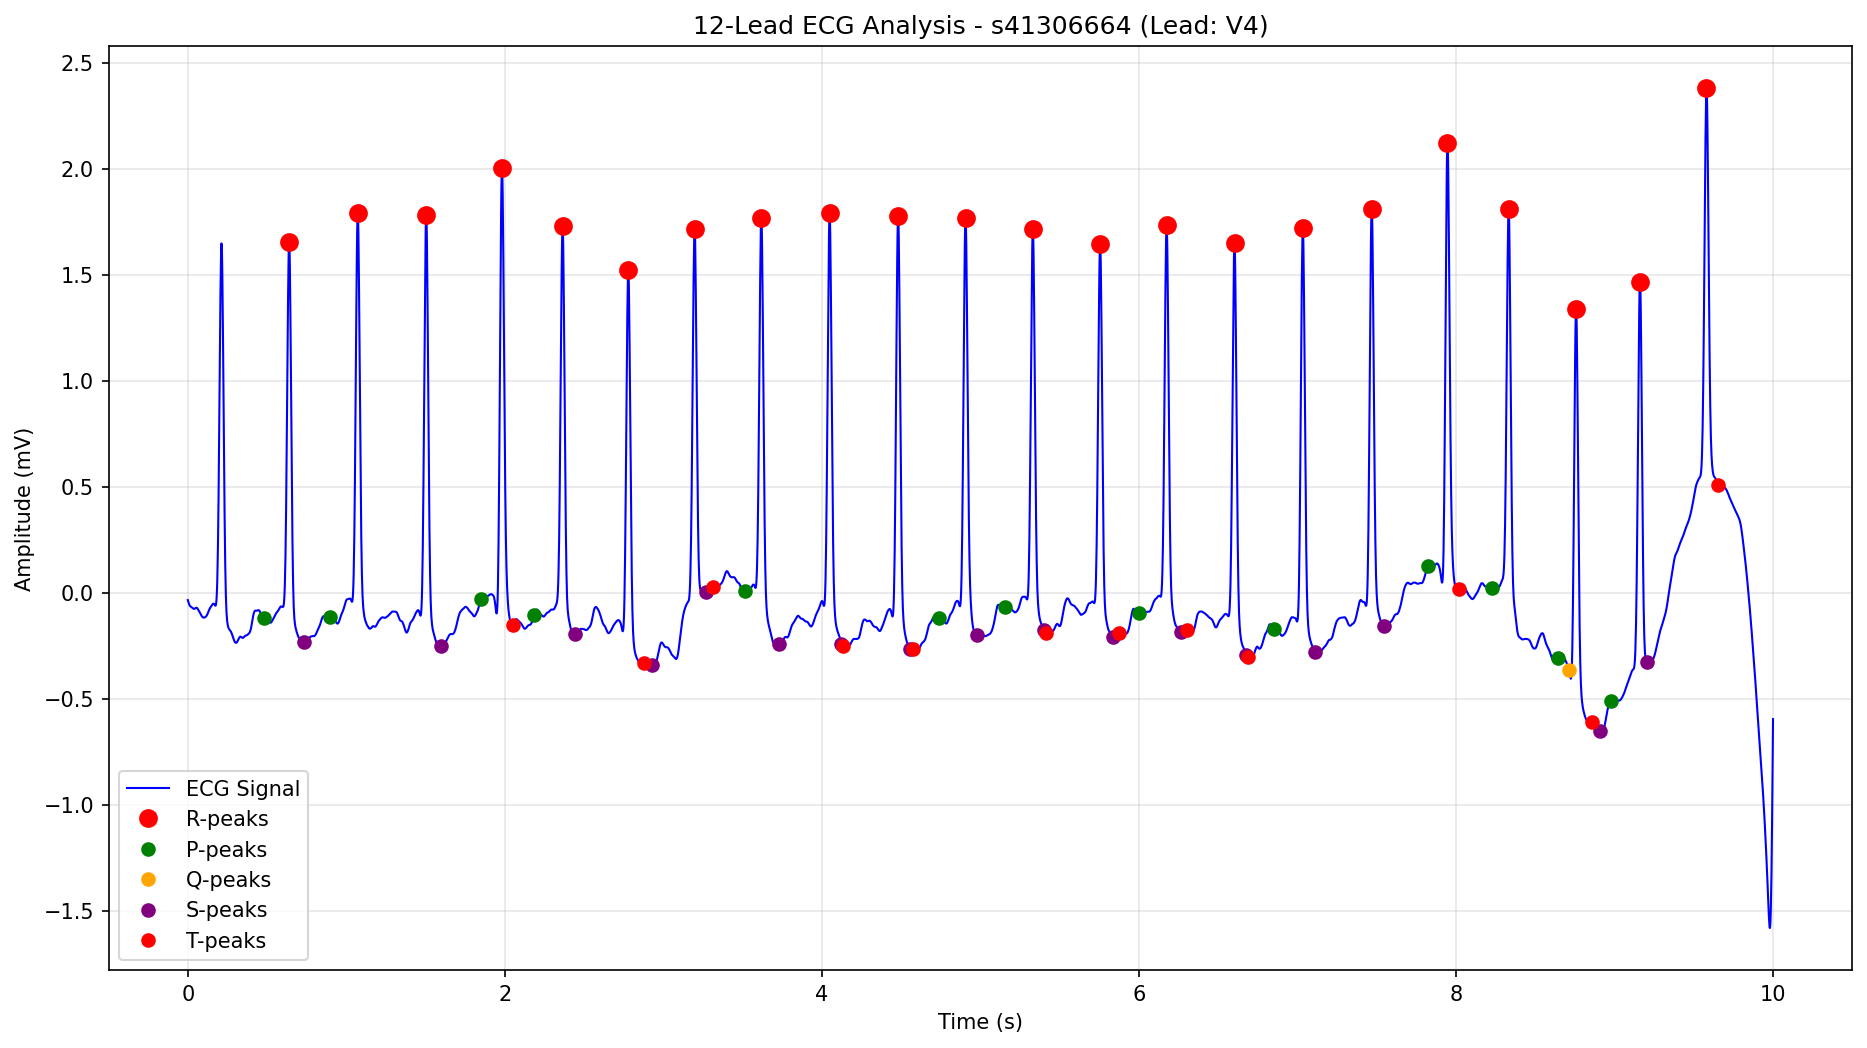 12-Lead ECG Analysis - s41306664 (Lead: V4)
2.5
2.0
1.5
1.0
0.5
0.0
−0.5
−1.0
−1.5
Amplitude (mV)
ECG Signal
R-peaks
P-peaks
Q-peaks
S-peaks
T-peaks
0 2 4 6 8 10
Time (s)